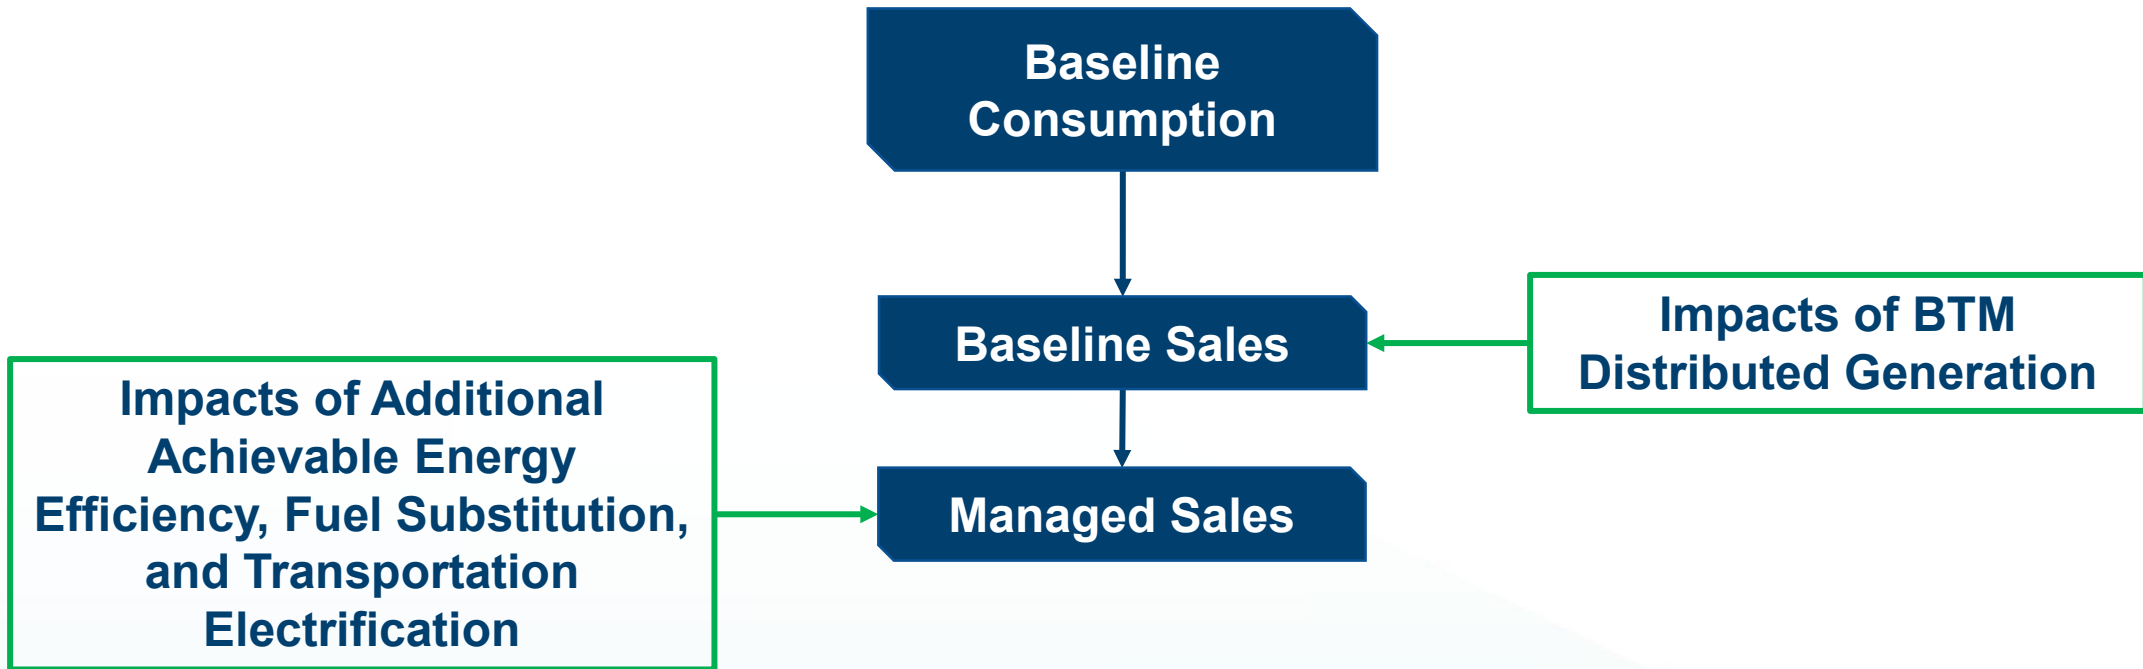 Baseline
Consumption
Baseline Sales
Impacts of BTM
Distributed Generation
Impacts of Additional
Achievable Energy
Efficiency, Fuel Substitution,
and Transportation
Electrification
Managed Sales